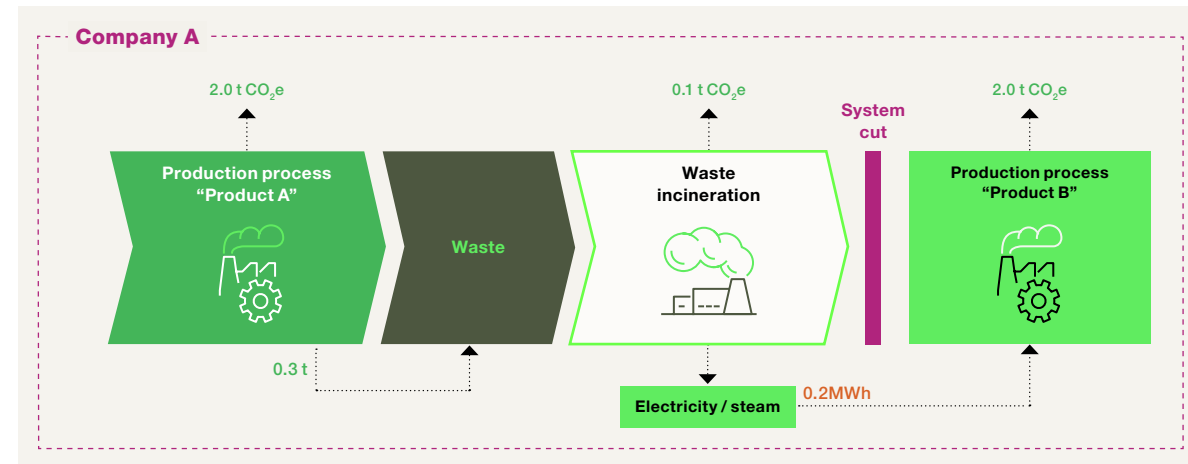 Company A
2.0 t CO₂e
0.1 t CO₂e
2.0 t CO₂e
System
cut
Production process
“Product A”
Waste
Waste
incineration
Production process
“Product B”
0.3 t
Electricity / steam
0.2MWh